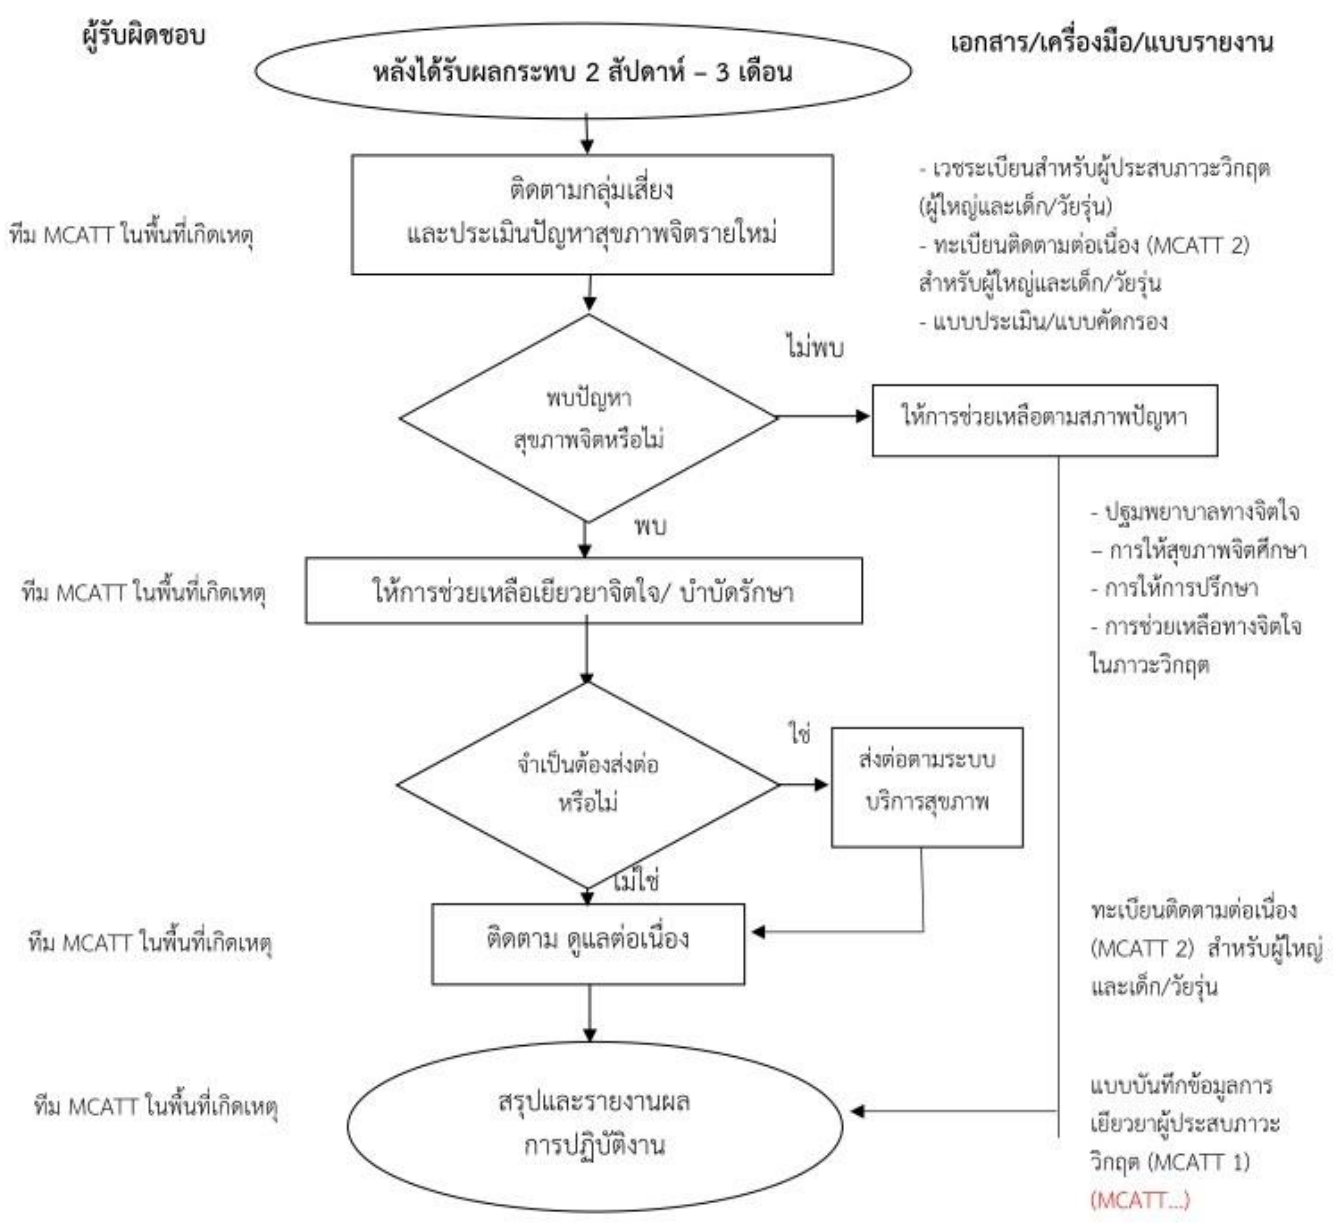 ผู้รับผิดชอบ
เอกสาร/เครื่องมือ/แบบรายงาน
หลังได้รับผลกระทบ 2 สัปดาห์ – 3 เดือน
ติดตามกลุ่มเสี่ยง
และประเมินปัญหาสุขภาพจิตรายใหม่
ทีม MCATT ในพื้นที่เกิดเหตุ
- เวชระเบียนสำหรับผู้ประสบภาวะวิกฤต
(ผู้ใหญ่และเด็ก/วัยรุ่น)
- ทะเบียนติดตามต่อเนื่อง (MCATT 2)
สำหรับผู้ใหญ่และเด็ก/วัยรุ่น
- แบบประเมิน/แบบคัดกรอง
ไม่พบ
พบปัญหา
สุขภาพจิตหรือไม่
ให้การช่วยเหลือตามสภาพปัญหา
พบ
- ปฐมพยาบาลทางจิตใจ
– การให้สุขภาพจิตศึกษา
- การให้การปรึกษา
- การช่วยเหลือทางจิตใจ
ในภาวะวิกฤต
ทีม MCATT ในพื้นที่เกิดเหตุ
ให้การช่วยเหลือเยียวยาจิตใจ/ บำบัดรักษา
ใช่
จำเป็นต้องส่งต่อ
หรือไม่
ส่งต่อตามระบบ
บริการสุขภาพ
ไม่ใช่
ทีม MCATT ในพื้นที่เกิดเหตุ
ติดตาม ดูแลต่อเนื่อง
ทะเบียนติดตามต่อเนื่อง
(MCATT 2) สำหรับผู้ใหญ่
และเด็ก/วัยรุ่น
ทีม MCATT ในพื้นที่เกิดเหตุ
สรุปและรายงานผล
การปฏิบัติงาน
แบบบันทึกข้อมูลการ
เยียวยาผู้ประสบภาวะ
วิกฤต (MCATT 1)
(MCATT...)